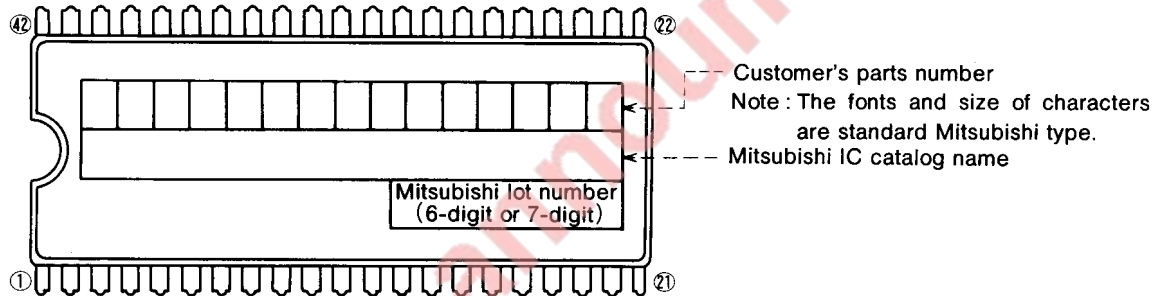 ㊷ ㉒
Customer's parts number
Note : The fonts and size of characters
are standard Mitsubishi type.
Mitsubishi IC catalog name
Mitsubishi lot number
(6-digit or 7-digit)
① ㉑